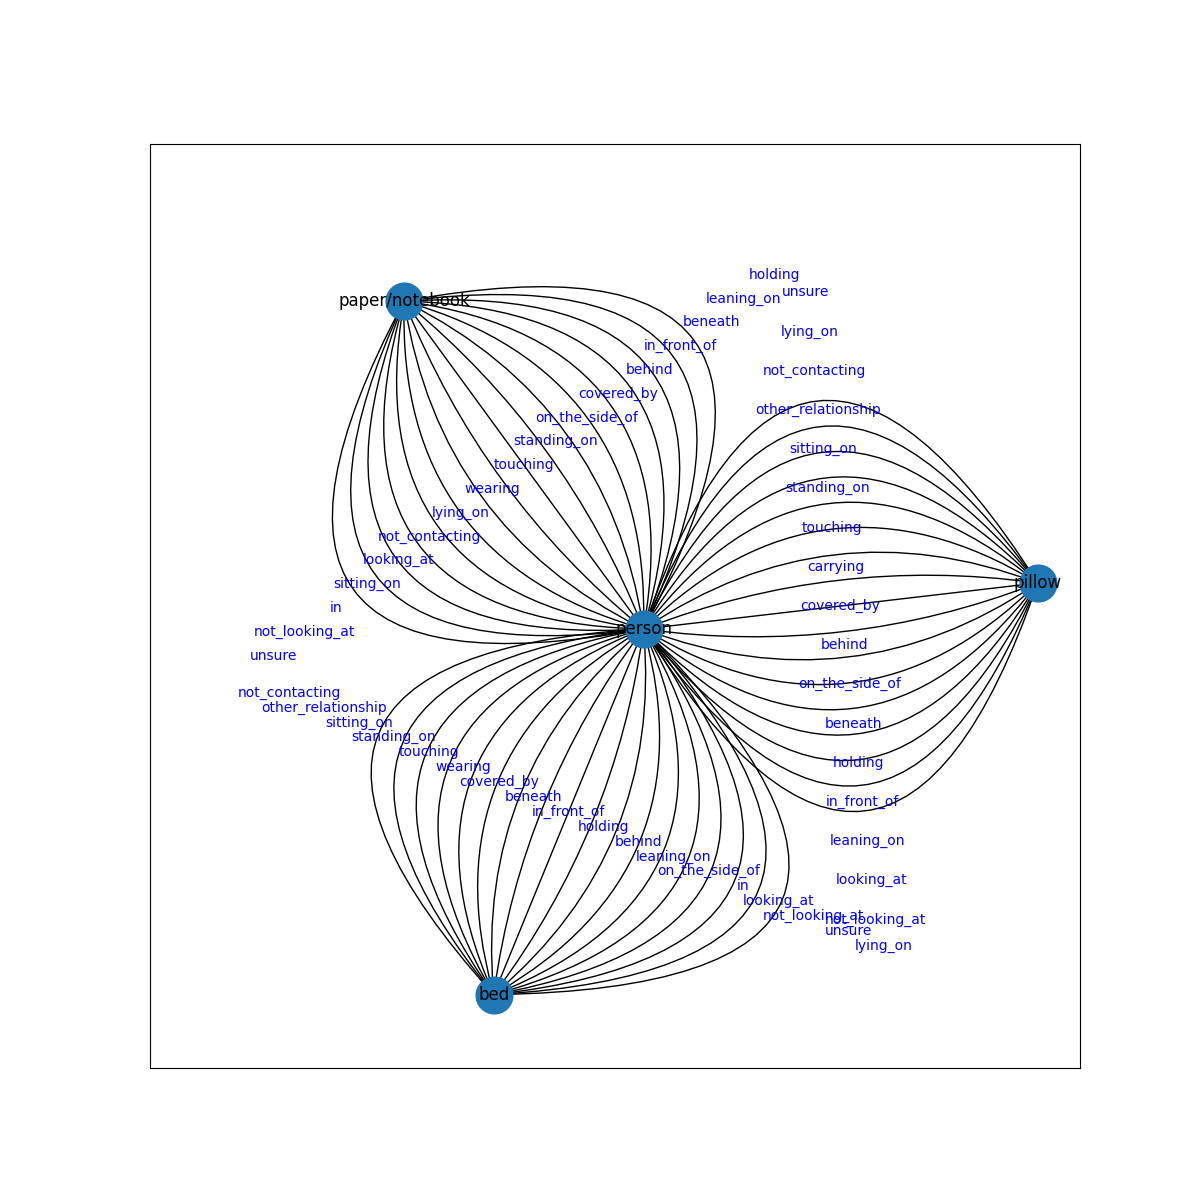 holding
unsure
leaning_on
paper/notebook
beneath
lying_on
in_front_of
behind
not_contacting
covered_by
other_relationship
on_the_side_of
standing_on
sitting_on
touching
wearing
standing_on
lying_on
touching
not_contacting
looking_at
carrying
sitting_on
pillow
in
covered_by
not_looking_at
person
behind
unsure
on_the_side_of
not_contacting
other_relationship
sitting_on
beneath
standing_on
touching
holding
wearing
covered_by
beneath
in_front_of
in_front_of
holding
behind
leaning_on
leaning_on
on_the_side_of
looking_at
in
looking_at
not_looking_at
not_looking_at
unsure
lying_on
bed